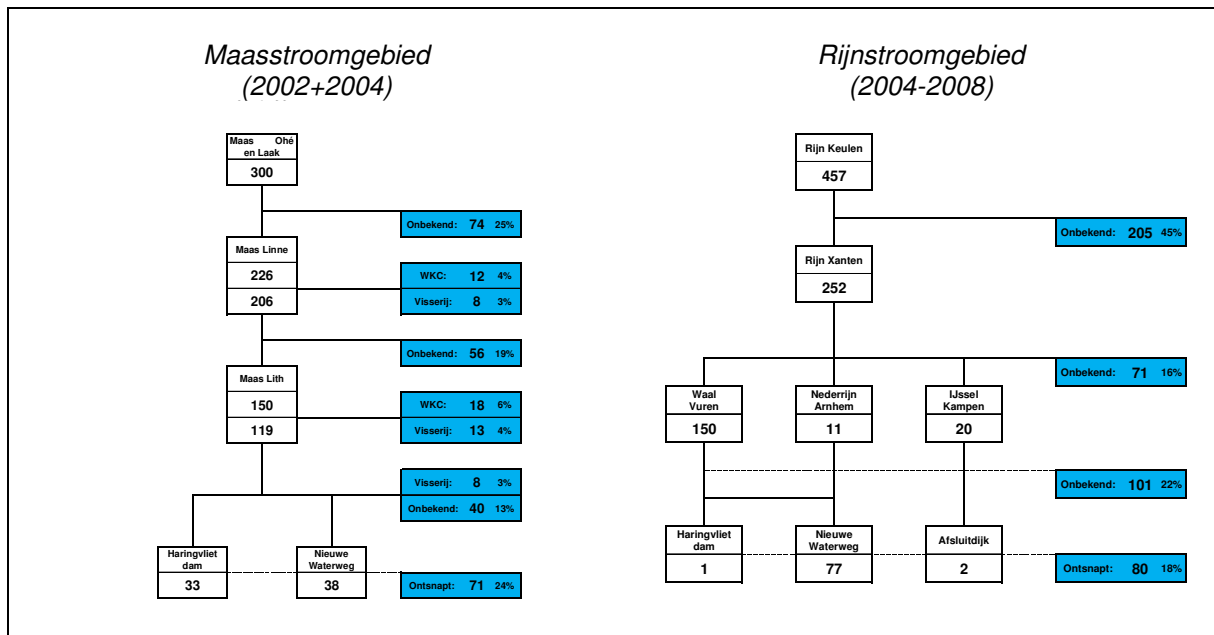 Maasstroomgebied
(2002+2004)
Maas Ohé
en Laak
300
Onbekend: 74 25%
Maas Linne
226
206
WKC: 12 4%
Visserij: 8 3%
Onbekend: 56 19%
Maas Lith
150
119
WKC: 18 6%
Visserij: 13 4%
Visserij: 8 3%
Onbekend: 40 13%
Haringvliet
dam
33
Nieuwe
Waterweg
38
Ontsnapt: 71 24%
Rijnstroomgebied
(2004-2008)
Rijn Keulen
457
Onbekend: 205 45%
Rijn Xanten
252
Onbekend: 71 16%
Waal
Vuren
150
Nederrijn
Arnhem
11
IJssel
Kampen
20
Onbekend: 101 22%
Haringvliet
dam
1
Nieuwe
Waterweg
77
Afsluitdijk
2
Ontsnapt: 80 18%